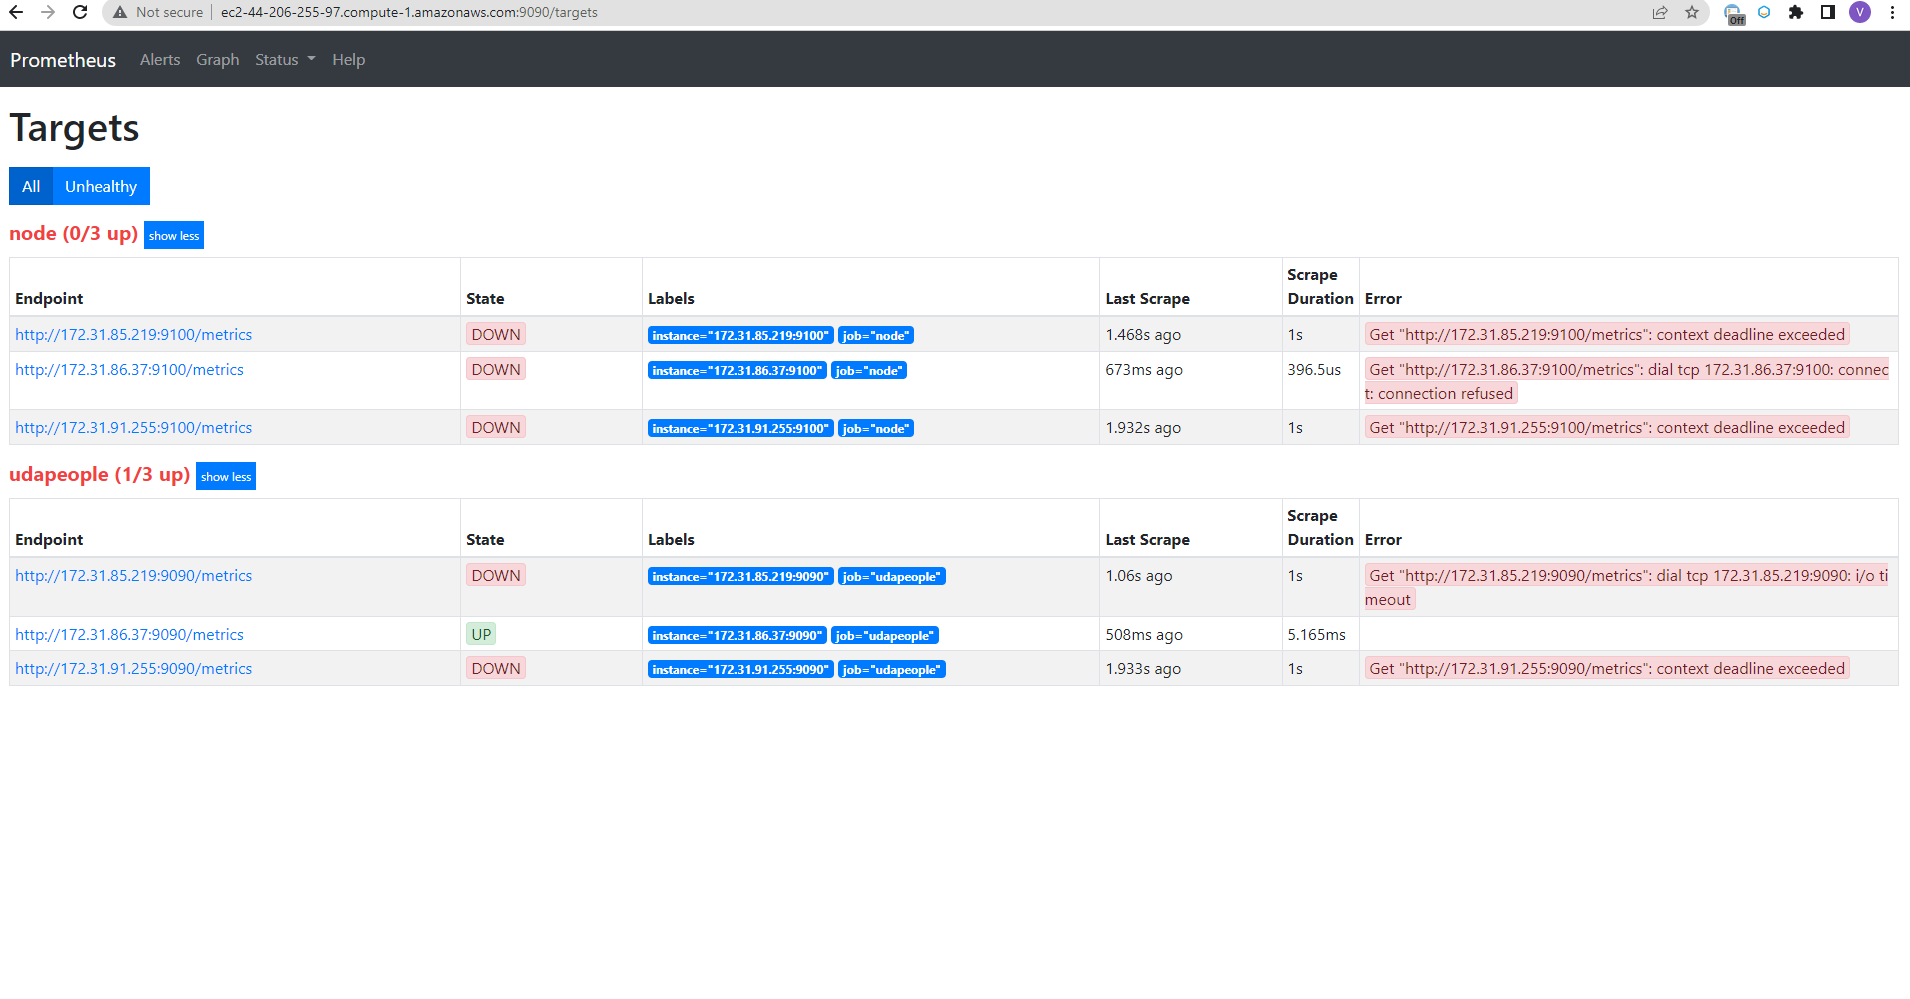 Not secure | ec2-44-206-255-97.compute-1.amazonaws.com:9090/targets
Off
V
Prometheus Alerts Graph Status Help
Targets
All Unhealthy
node (0/3 up) show less
Endpoint State Labels Last Scrape Scrape Duration Error
http://172.31.85.219:9100/metrics DOWN instance="172.31.85.219:9100" job="node" 1.468s ago 1s Get "http://172.31.85.219:9100/metrics": context deadline exceeded
http://172.31.86.37:9100/metrics DOWN instance="172.31.86.37:9100" job="node" 673ms ago 396.5us Get "http://172.31.86.37:9100/metrics": dial tcp 172.31.86.37:9100: connec
t: connection refused
http://172.31.91.255:9100/metrics DOWN instance="172.31.91.255:9100" job="node" 1.932s ago 1s Get "http://172.31.91.255:9100/metrics": context deadline exceeded
udapeople (1/3 up) show less
Endpoint State Labels Last Scrape Scrape Duration Error
http://172.31.85.219:9090/metrics DOWN instance="172.31.85.219:9090" job="udapeople" 1.06s ago 1s Get "http://172.31.85.219:9090/metrics": dial tcp 172.31.85.219:9090: i/o ti
meout
http://172.31.86.37:9090/metrics UP instance="172.31.86.37:9090" job="udapeople" 508ms ago 5.165ms
http://172.31.91.255:9090/metrics DOWN instance="172.31.91.255:9090" job="udapeople" 1.933s ago 1s Get "http://172.31.91.255:9090/metrics": context deadline exceeded